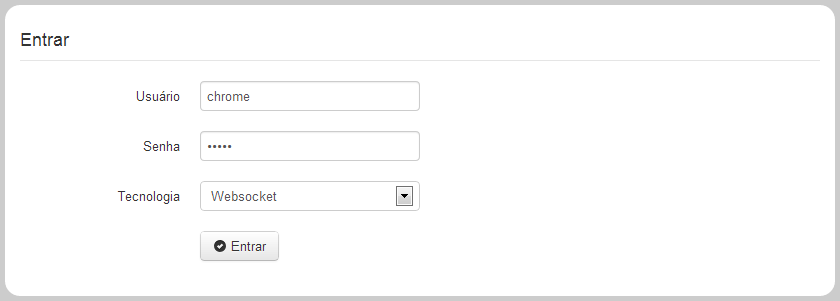 Entrar
Usuário chrome
Senha •••••
Tecnologia Websocket
Entrar